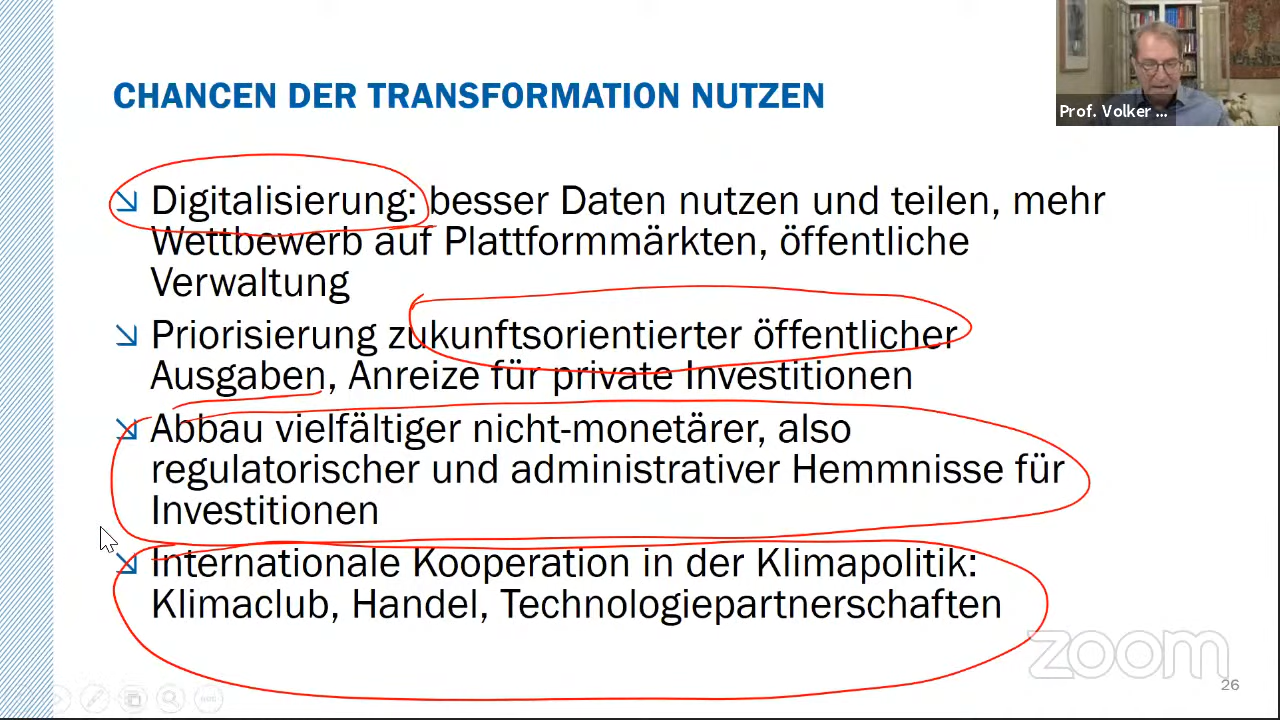 CHANCEN DER TRANSFORMATION NUTZEN
Prof. Volker ...
Digitalisierung: besser Daten nutzen und teilen, mehr
Wettbewerb auf Plattformmärkten, öffentliche
Verwaltung
Priorisierung zukunftsorientierter öffentlicher
Ausgaben, Anreize für private Investitionen
Abbau vielfältiger nicht-monetärer, also
regulatorischer und administrativer Hemmnisse für
Investitionen
Internationale Kooperation in der Klimapolitik:
Klimaclub, Handel, Technologiepartnerschaften
zoom
26